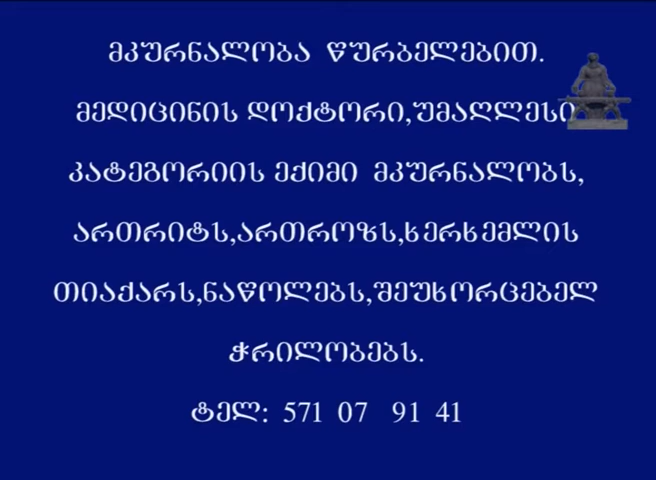 მკურნალობა წურბელებით.
მედიცინის დოქტორი,უმაღლესი
კატეგორიის ექიმი მკურნალობს,
ართრიტს,ართროზს,ხერხემლის
თიაქარს,ნაწოლებს,შეუხორცებელ
ჭრილობებს.
ტელ: 571 07 91 41